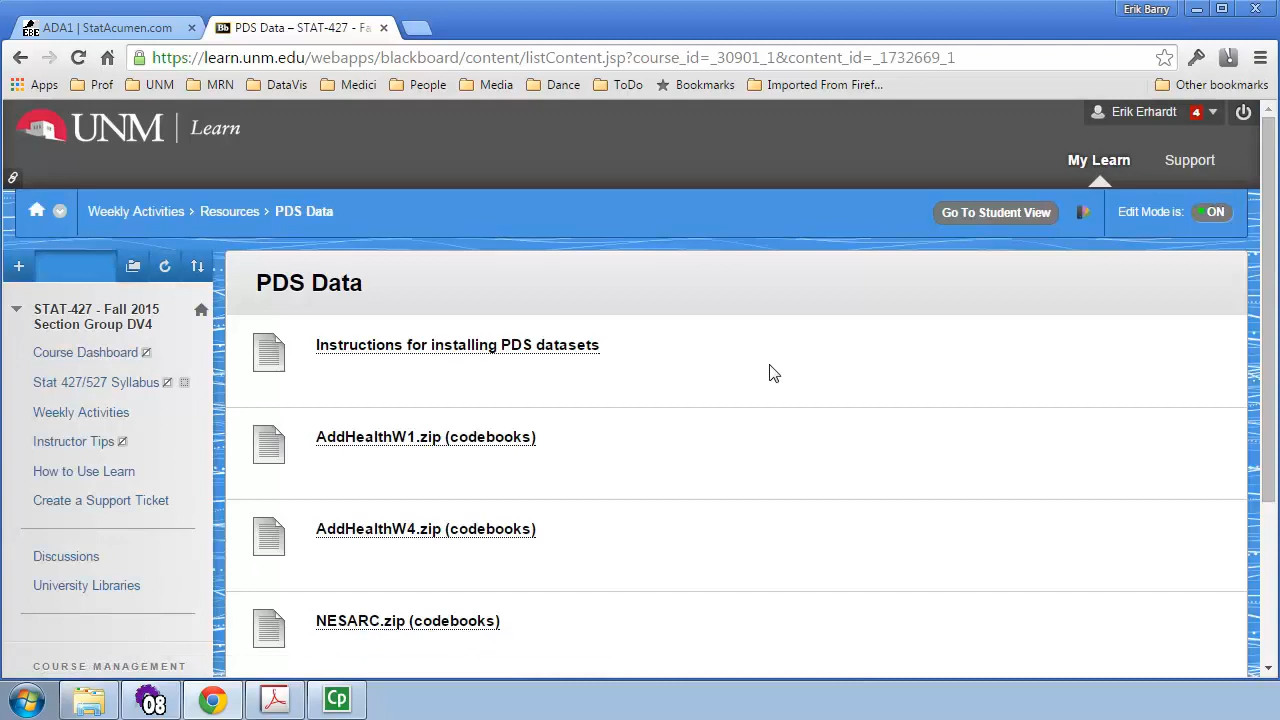 Erik Barry
ADA1 | StatAcumen.com
Bb PDS Data – STAT-427 - Fa
https://learn.unm.edu/webapps/blackboard/content/listContent.jsp?course_id=_30901_1&content_id=_1732669_1
Apps Prof UNM MRN DataVis Medici People Media Dance ToDo Bookmarks Imported From Firef... Other bookmarks
UNM | Learn
Erik Erhardt 4
My Learn Support
Weekly Activities > Resources > PDS Data
Go To Student View
Edit Mode is: ON
PDS Data
STAT-427 - Fall 2015
Section Group DV4
Course Dashboard
Stat 427/527 Syllabus
Weekly Activities
Instructor Tips
How to Use Learn
Create a Support Ticket
Discussions
University Libraries
COURSE MANAGEMENT
Instructions for installing PDS datasets
AddHealthW1.zip (codebooks)
AddHealthW4.zip (codebooks)
NESARC.zip (codebooks)
08
Cp